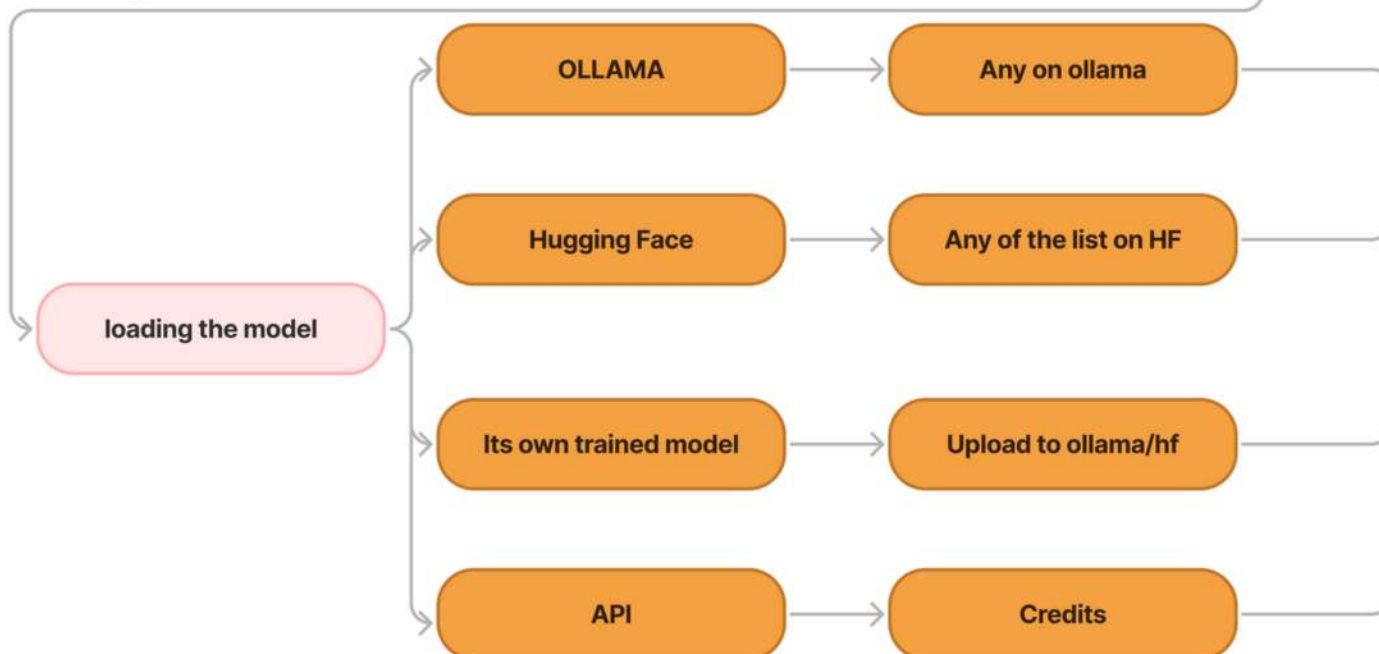 OLLAMA
Any on ollama
Hugging Face
Any of the list on HF
loading the model
Its own trained model
Upload to ollama/hf
API
Credits